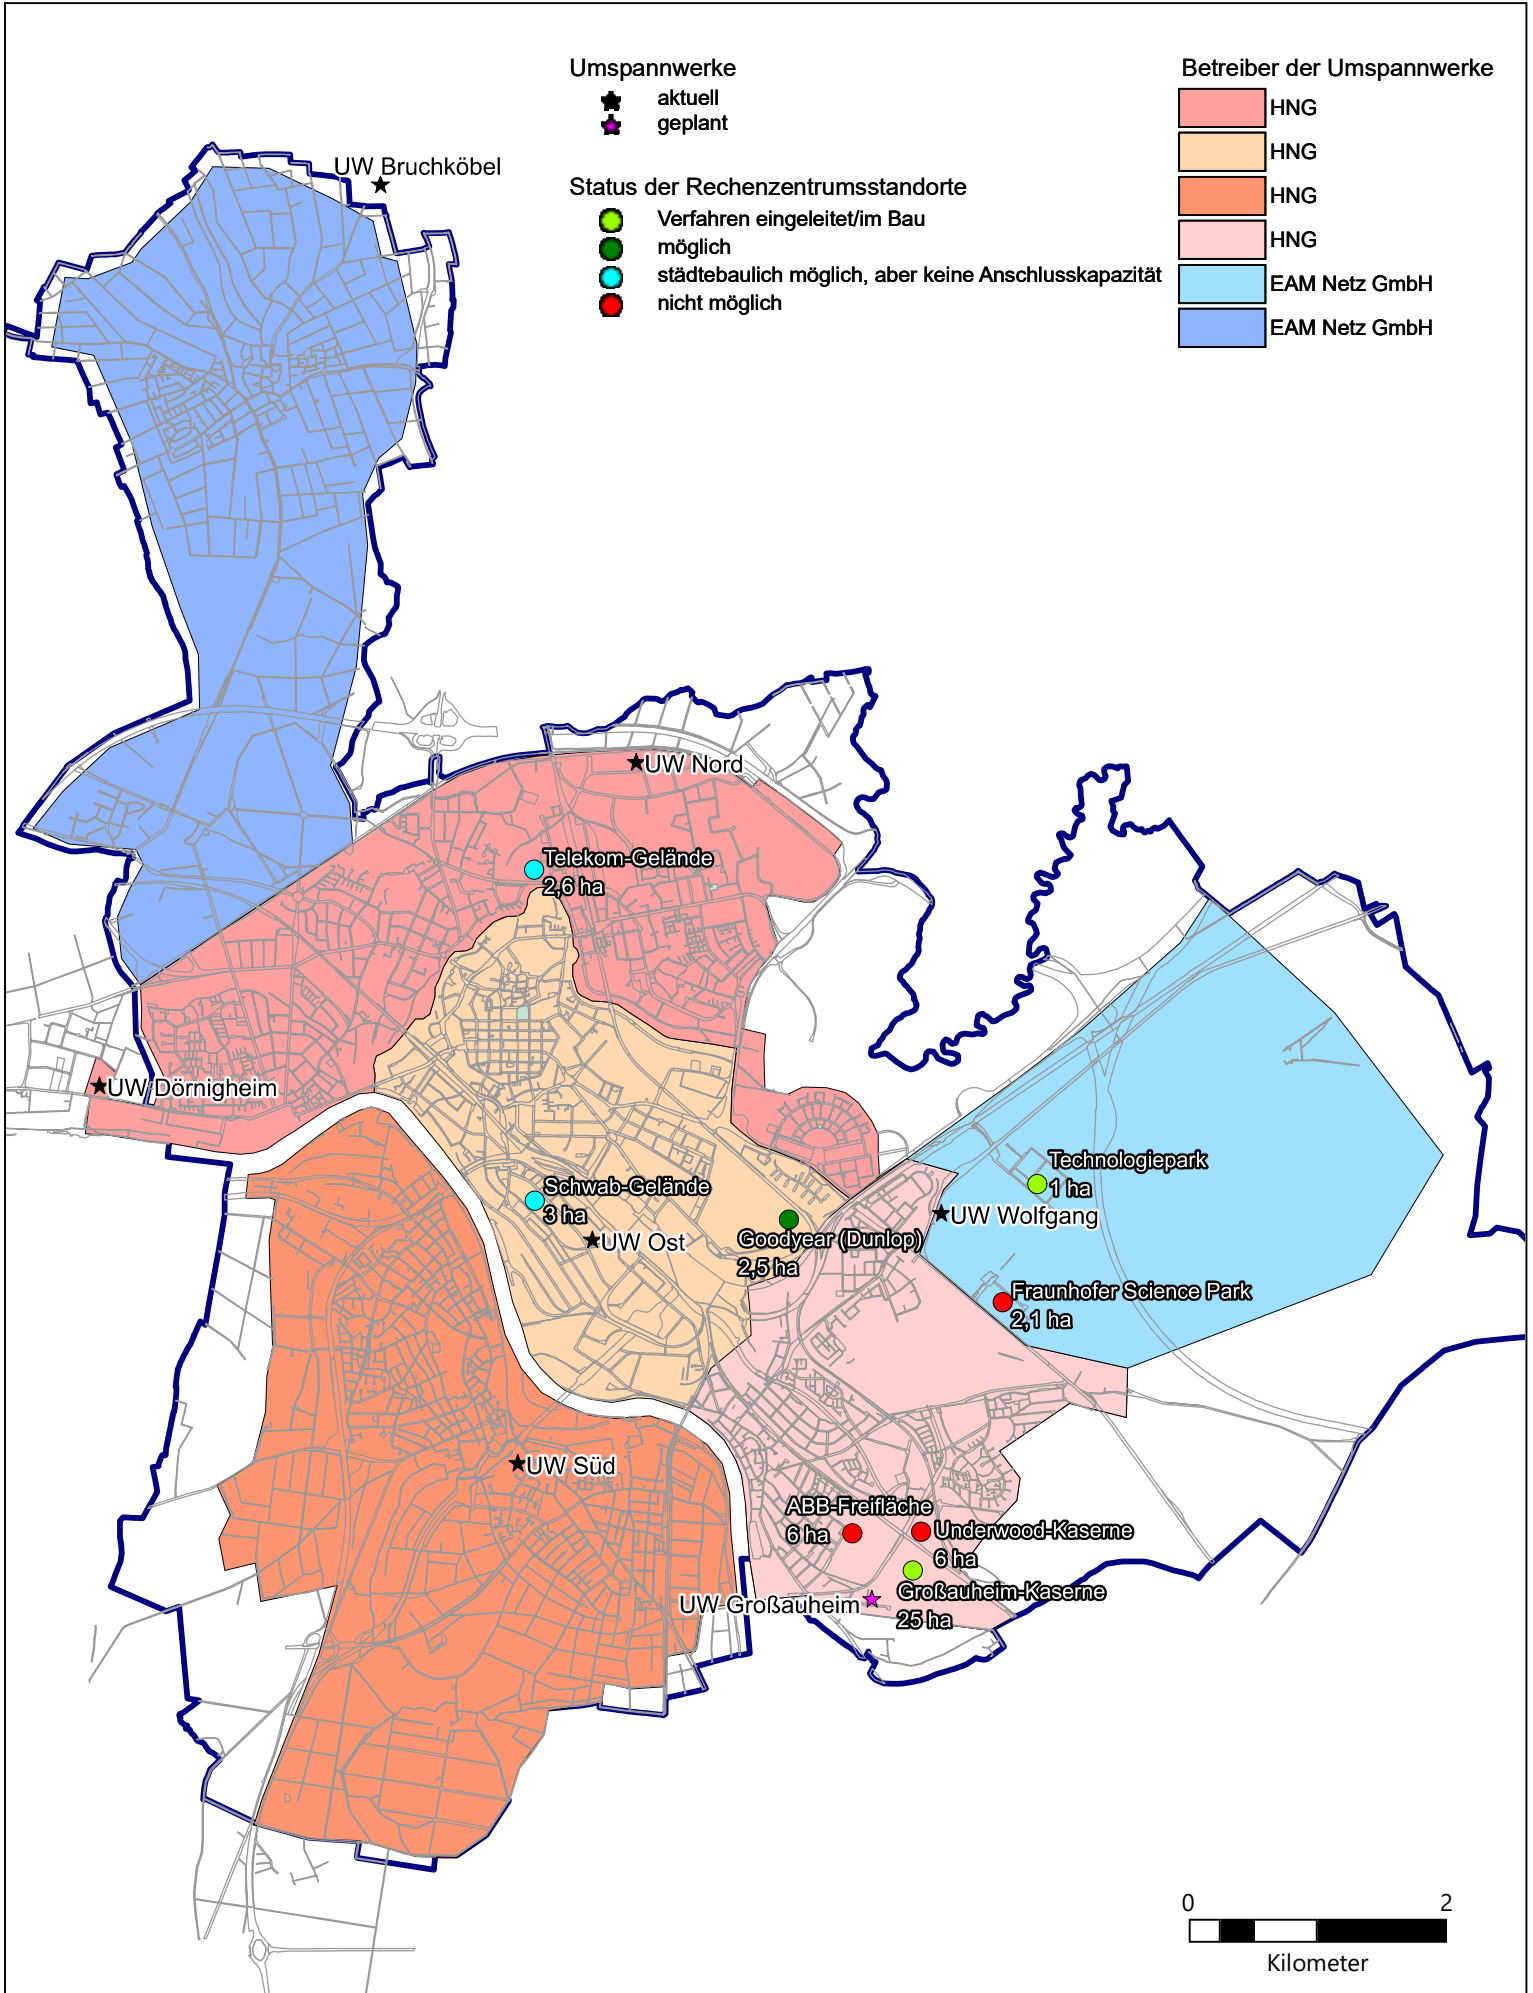 Umspannwerke
aktuell
geplant
Status der Rechenzentrumsstandorte
Verfahren eingeleitet/im Bau
möglich
städtebaulich möglich, aber keine Anschlusskapazität
nicht möglich
Betreiber der Umspannwerke
HNG
HNG
HNG
HNG
EAM Netz GmbH
EAM Netz GmbH
UW Bruchköbel
UW Nord
Telekom-Gelände
2,6 ha
UW Dörnigheim
Technologiepark
1 ha
Schwab-Gelände
3 ha
UW Wolfgang
UW Ost
Goodyear (Dunlop)
2,5 ha
Fraunhofer Science Park
2,1 ha
UW Süd
ABB-Freifläche
6 ha
Underwood-Kaserne
6 ha
Großauheim-Kaserne
25 ha
UW Großauheim
0 2
Kilometer